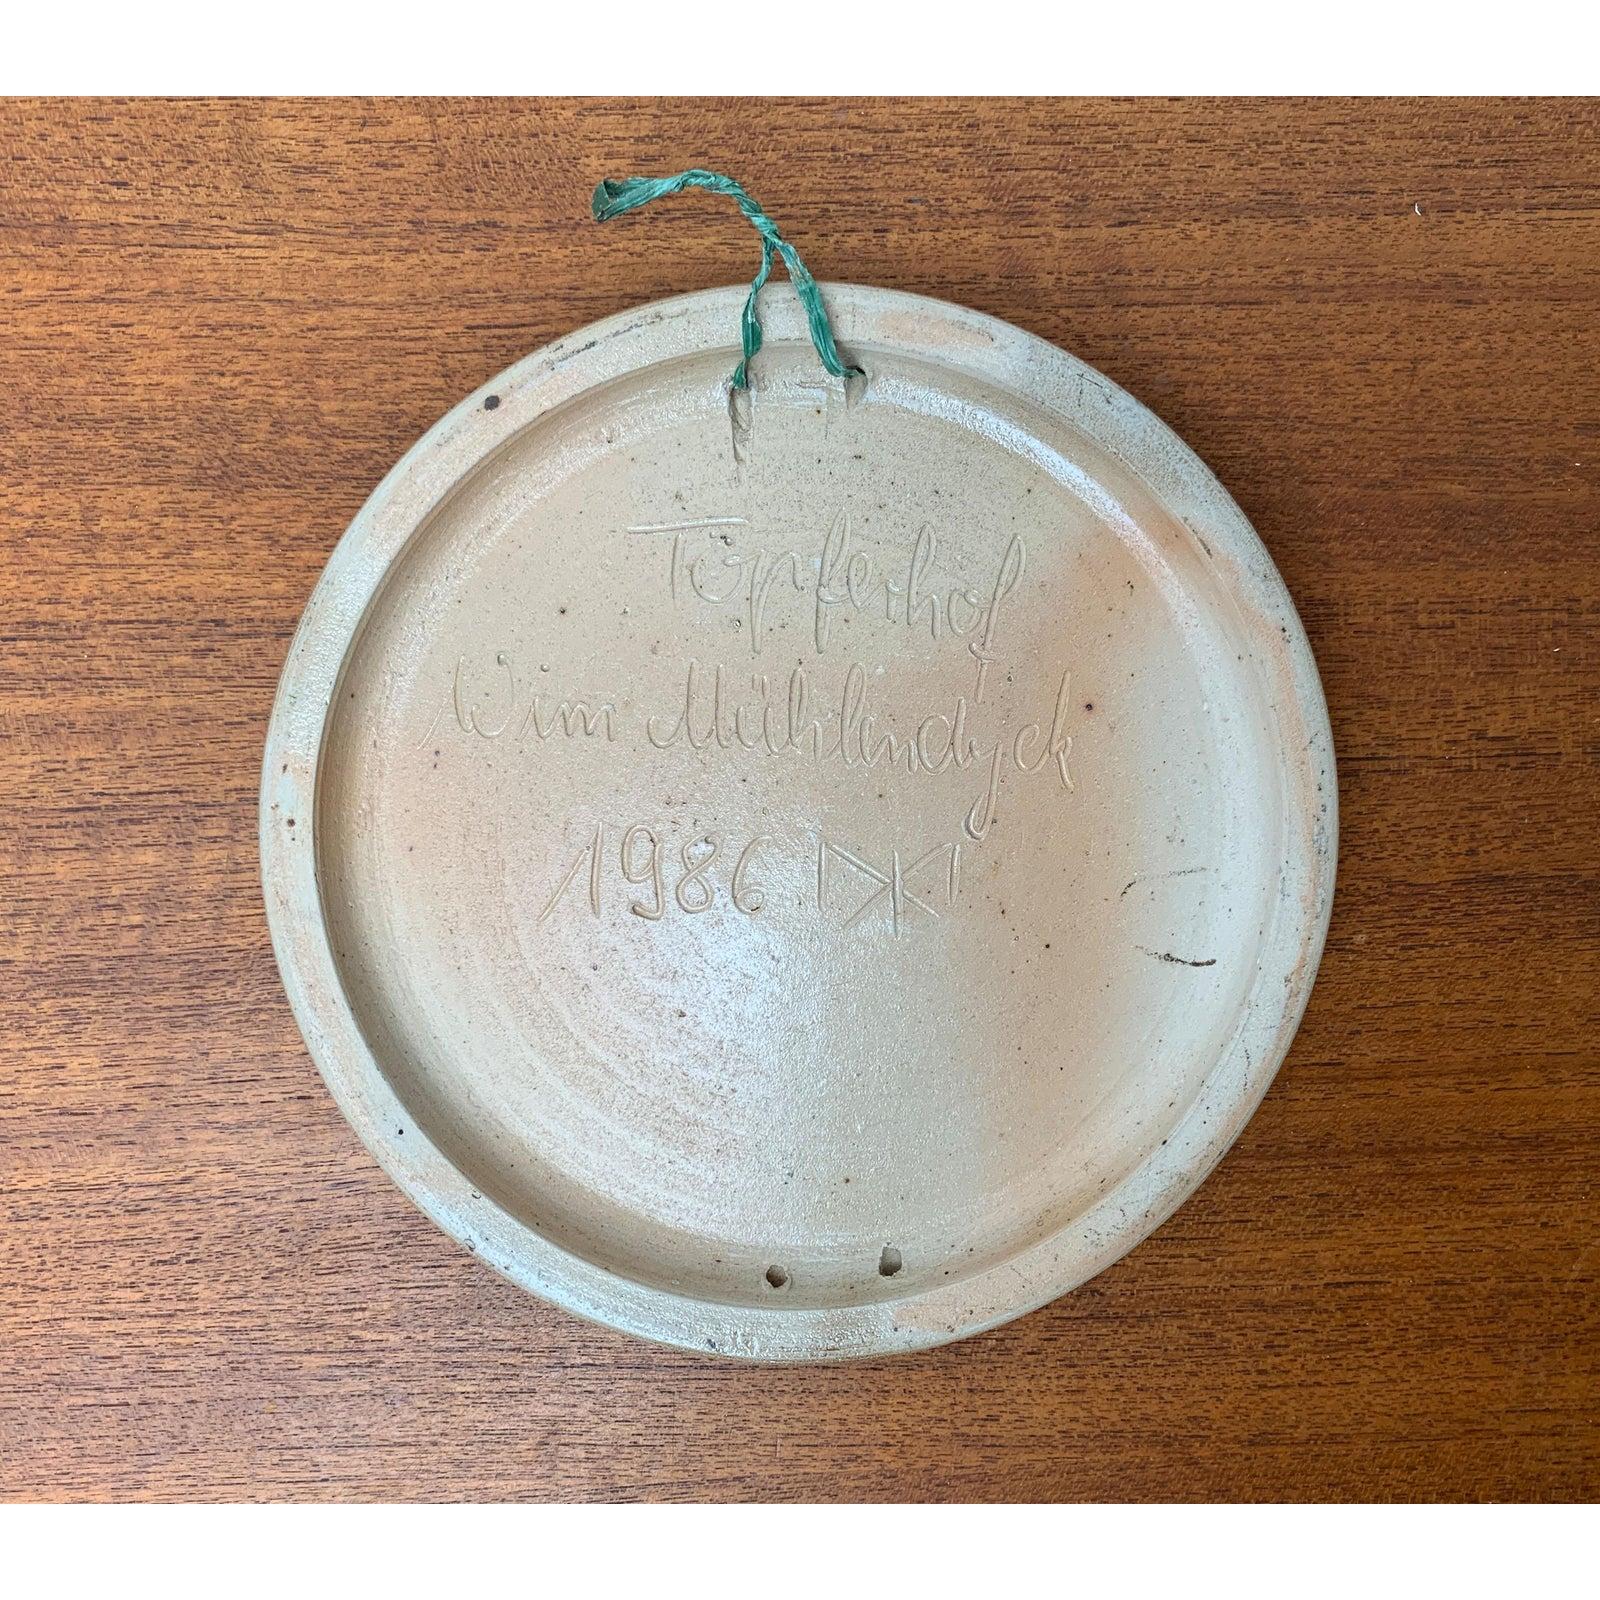 Töpferhof
Wim Mühlendyck
1986